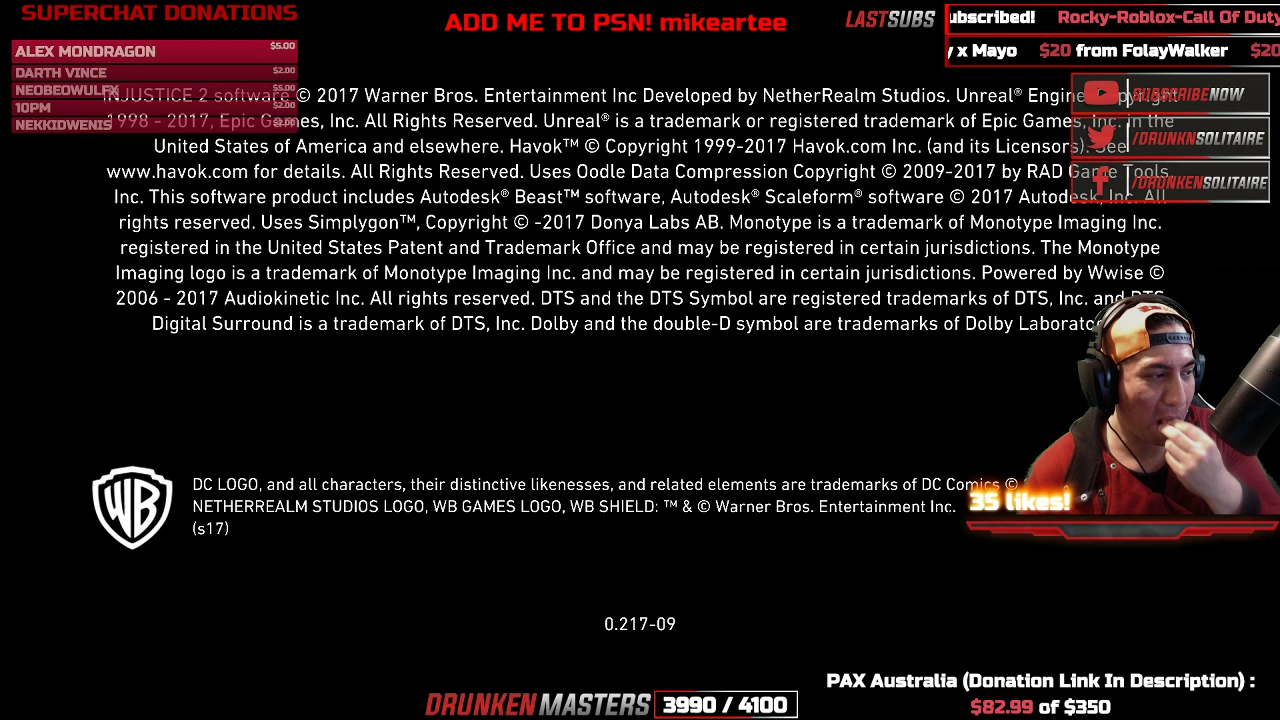 SUPERCHAT DONATIONS
ALEX MONDRAGON $5.00
DARTH VINCE $2.00
NEOBEOWULFX $5.00
10PM $2.00
NEKKIDWENIS $2.00
ADD ME TO PSN! mikeartee
LASTSUBS
ubscribed! Rocky-Roblox-Call Of Duty
y x Mayo $20 from FolayWalker $20
SUBSCRIBENOW
/DRUNKNSOLITAIRE
/DRUNKENSOLITAIRE
INJUSTICE 2 software © 2017 Warner Bros. Entertainment Inc Developed by NetherRealm Studios. Unreal® Engine, Copyright
1998 - 2017, Epic Games, Inc. All Rights Reserved. Unreal® is a trademark or registered trademark of Epic Games, Inc. in the
United States of America and elsewhere. Havok™ © Copyright 1999-2017 Havok.com Inc. (and its Licensors). See
www.havok.com for details. All Rights Reserved. Uses Oodle Data Compression Copyright © 2009-2017 by RAD Game Tools
Inc. This software product includes Autodesk® Beast™ software, Autodesk® Scaleform® software © 2017 Autodesk, Inc. All
rights reserved. Uses Simplygon™, Copyright © -2017 Donya Labs AB. Monotype is a trademark of Monotype Imaging Inc.
registered in the United States Patent and Trademark Office and may be registered in certain jurisdictions. The Monotype
Imaging logo is a trademark of Monotype Imaging Inc. and may be registered in certain jurisdictions. Powered by Wwise ©
2006 - 2017 Audiokinetic Inc. All rights reserved. DTS and the DTS Symbol are registered trademarks of DTS, Inc. and DTS
Digital Surround is a trademark of DTS, Inc. Dolby and the double-D symbol are trademarks of Dolby Laborato
WB
DC LOGO, and all characters, their distinctive likenesses, and related elements are trademarks of DC Comics ©
NETHERREALM STUDIOS LOGO, WB GAMES LOGO, WB SHIELD: ™ & © Warner Bros. Entertainment Inc.
(s17)
35 likes!
0.217-09
DRUNKENMASTERS 3990 / 4100
PAX Australia (Donation Link In Description) :
$82.99 of $350